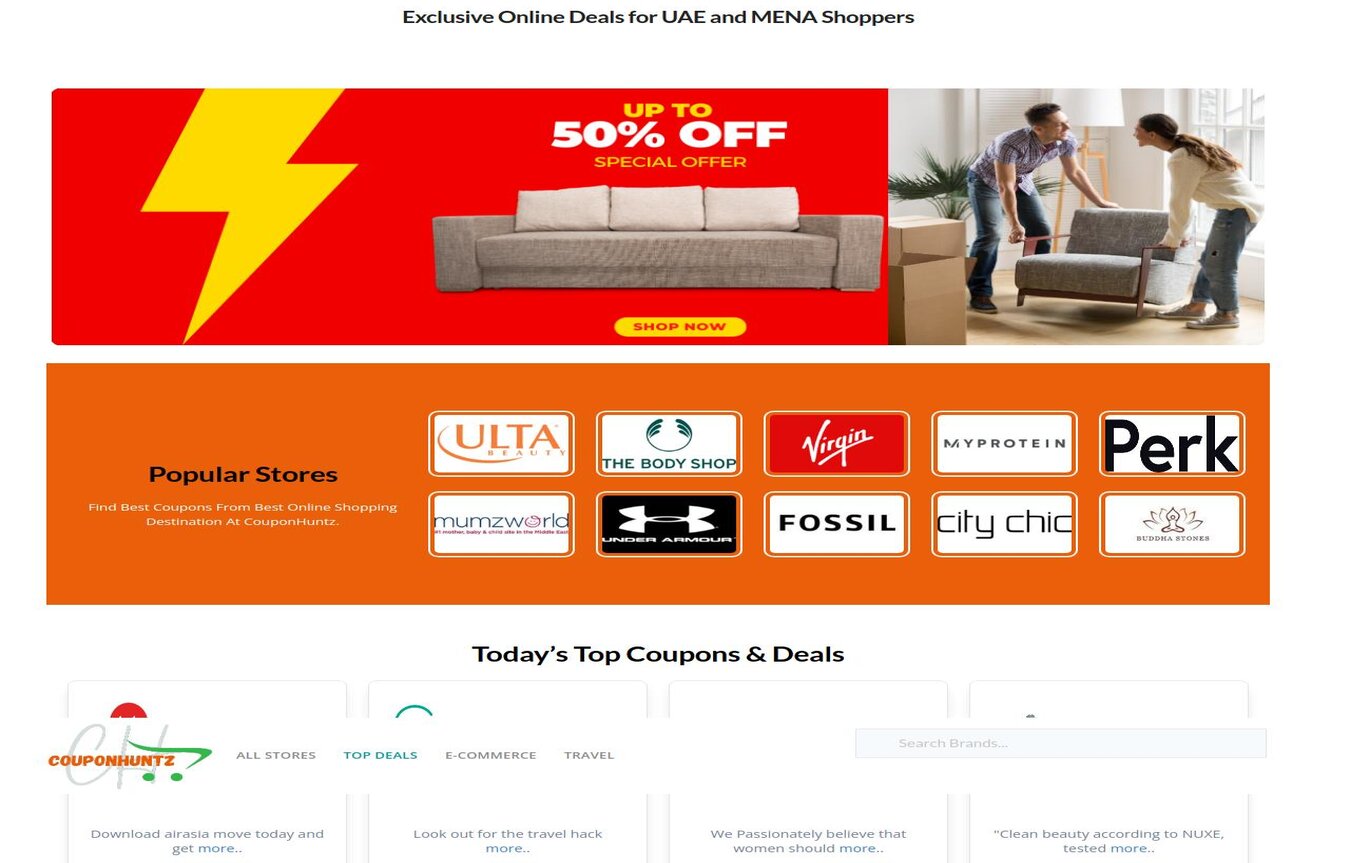 Exclusive Online Deals for UAE and MENA Shoppers
UP TO
50% OFF
SPECIAL OFFER
SHOP NOW
Popular Stores
Find Best Coupons From Best Online Shopping
Destination At CouponHuntz.
ULTA
BEAUTY
THE BODY SHOP
Virgin
MYPROTEIN
Perk
mumzworld
#1 mother, baby & child site in the Middle East
UNDER ARMOUR
FOSSIL
city chic
BUDDHA STONES
Today’s Top Coupons & Deals
CH
COUPONHUNTZ
ALL STORES
TOP DEALS
E-COMMERCE
TRAVEL
Search Brands...
Download airasia move today and
get more..
Look out for the travel hack
more..
We Passionately believe that
women should more..
"Clean beauty according to NUXE,
tested more..